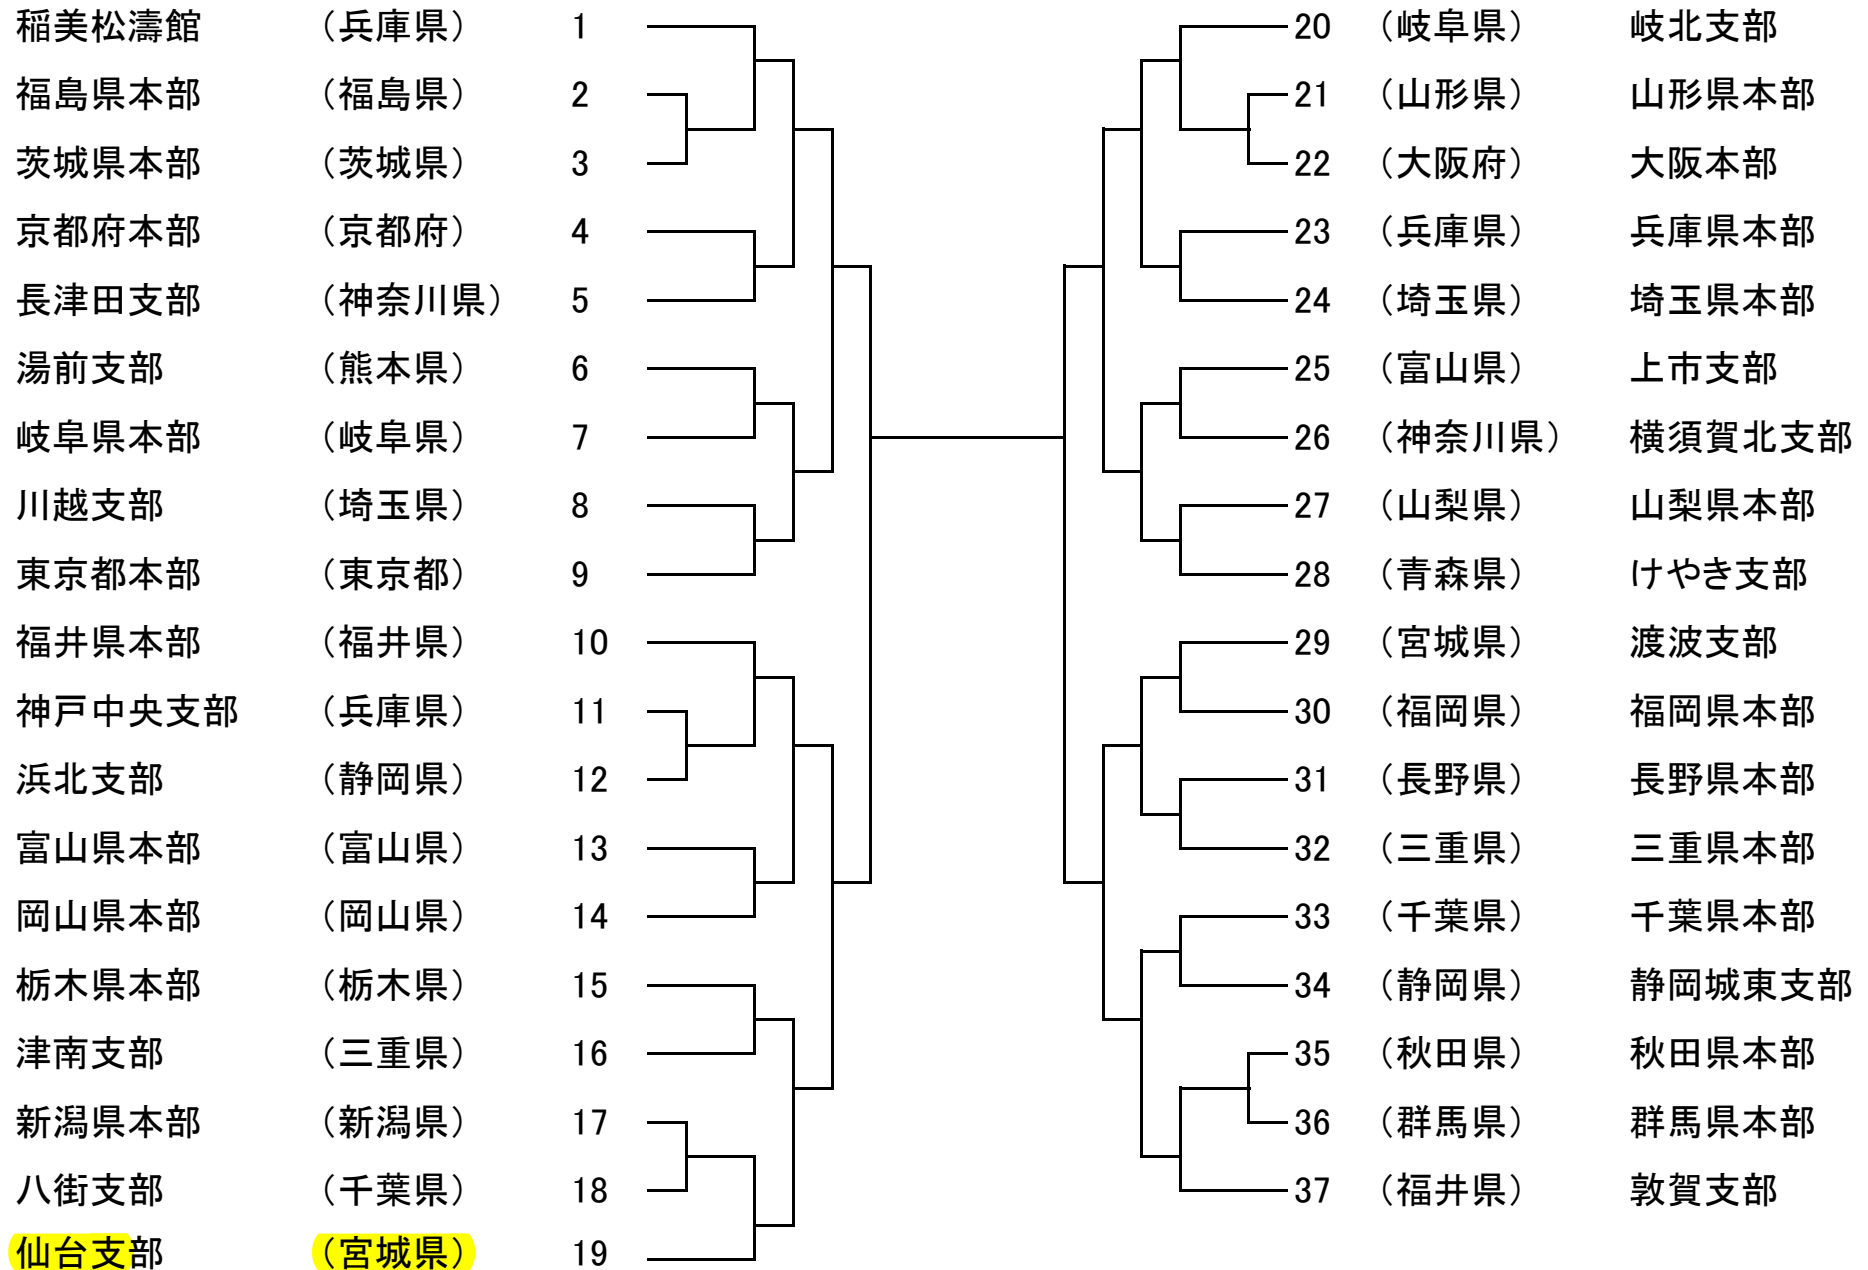 稲美松濤館 （兵庫県） 1
福島県本部 （福島県） 2
茨城県本部 （茨城県） 3
京都府本部 （京都府） 4
長津田支部 （神奈川県） 5
湯前支部 （熊本県） 6
岐阜県本部 （岐阜県） 7
川越支部 （埼玉県） 8
東京都本部 （東京都） 9
福井県本部 （福井県） 10
神戸中央支部 （兵庫県） 11
浜北支部 （静岡県） 12
富山県本部 （富山県） 13
岡山県本部 （岡山県） 14
栃木県本部 （栃木県） 15
津南支部 （三重県） 16
新潟県本部 （新潟県） 17
八街支部 （千葉県） 18
仙台支部 （宮城県） 19
20 （岐阜県） 岐北支部
21 （山形県） 山形県本部
22 （大阪府） 大阪本部
23 （兵庫県） 兵庫県本部
24 （埼玉県） 埼玉県本部
25 （富山県） 上市支部
26 （神奈川県） 横須賀北支部
27 （山梨県） 山梨県本部
28 （青森県） けやき支部
29 （宮城県） 渡波支部
30 （福岡県） 福岡県本部
31 （長野県） 長野県本部
32 （三重県） 三重県本部
33 （千葉県） 千葉県本部
34 （静岡県） 静岡城東支部
35 （秋田県） 秋田県本部
36 （群馬県） 群馬県本部
37 （福井県） 敦賀支部